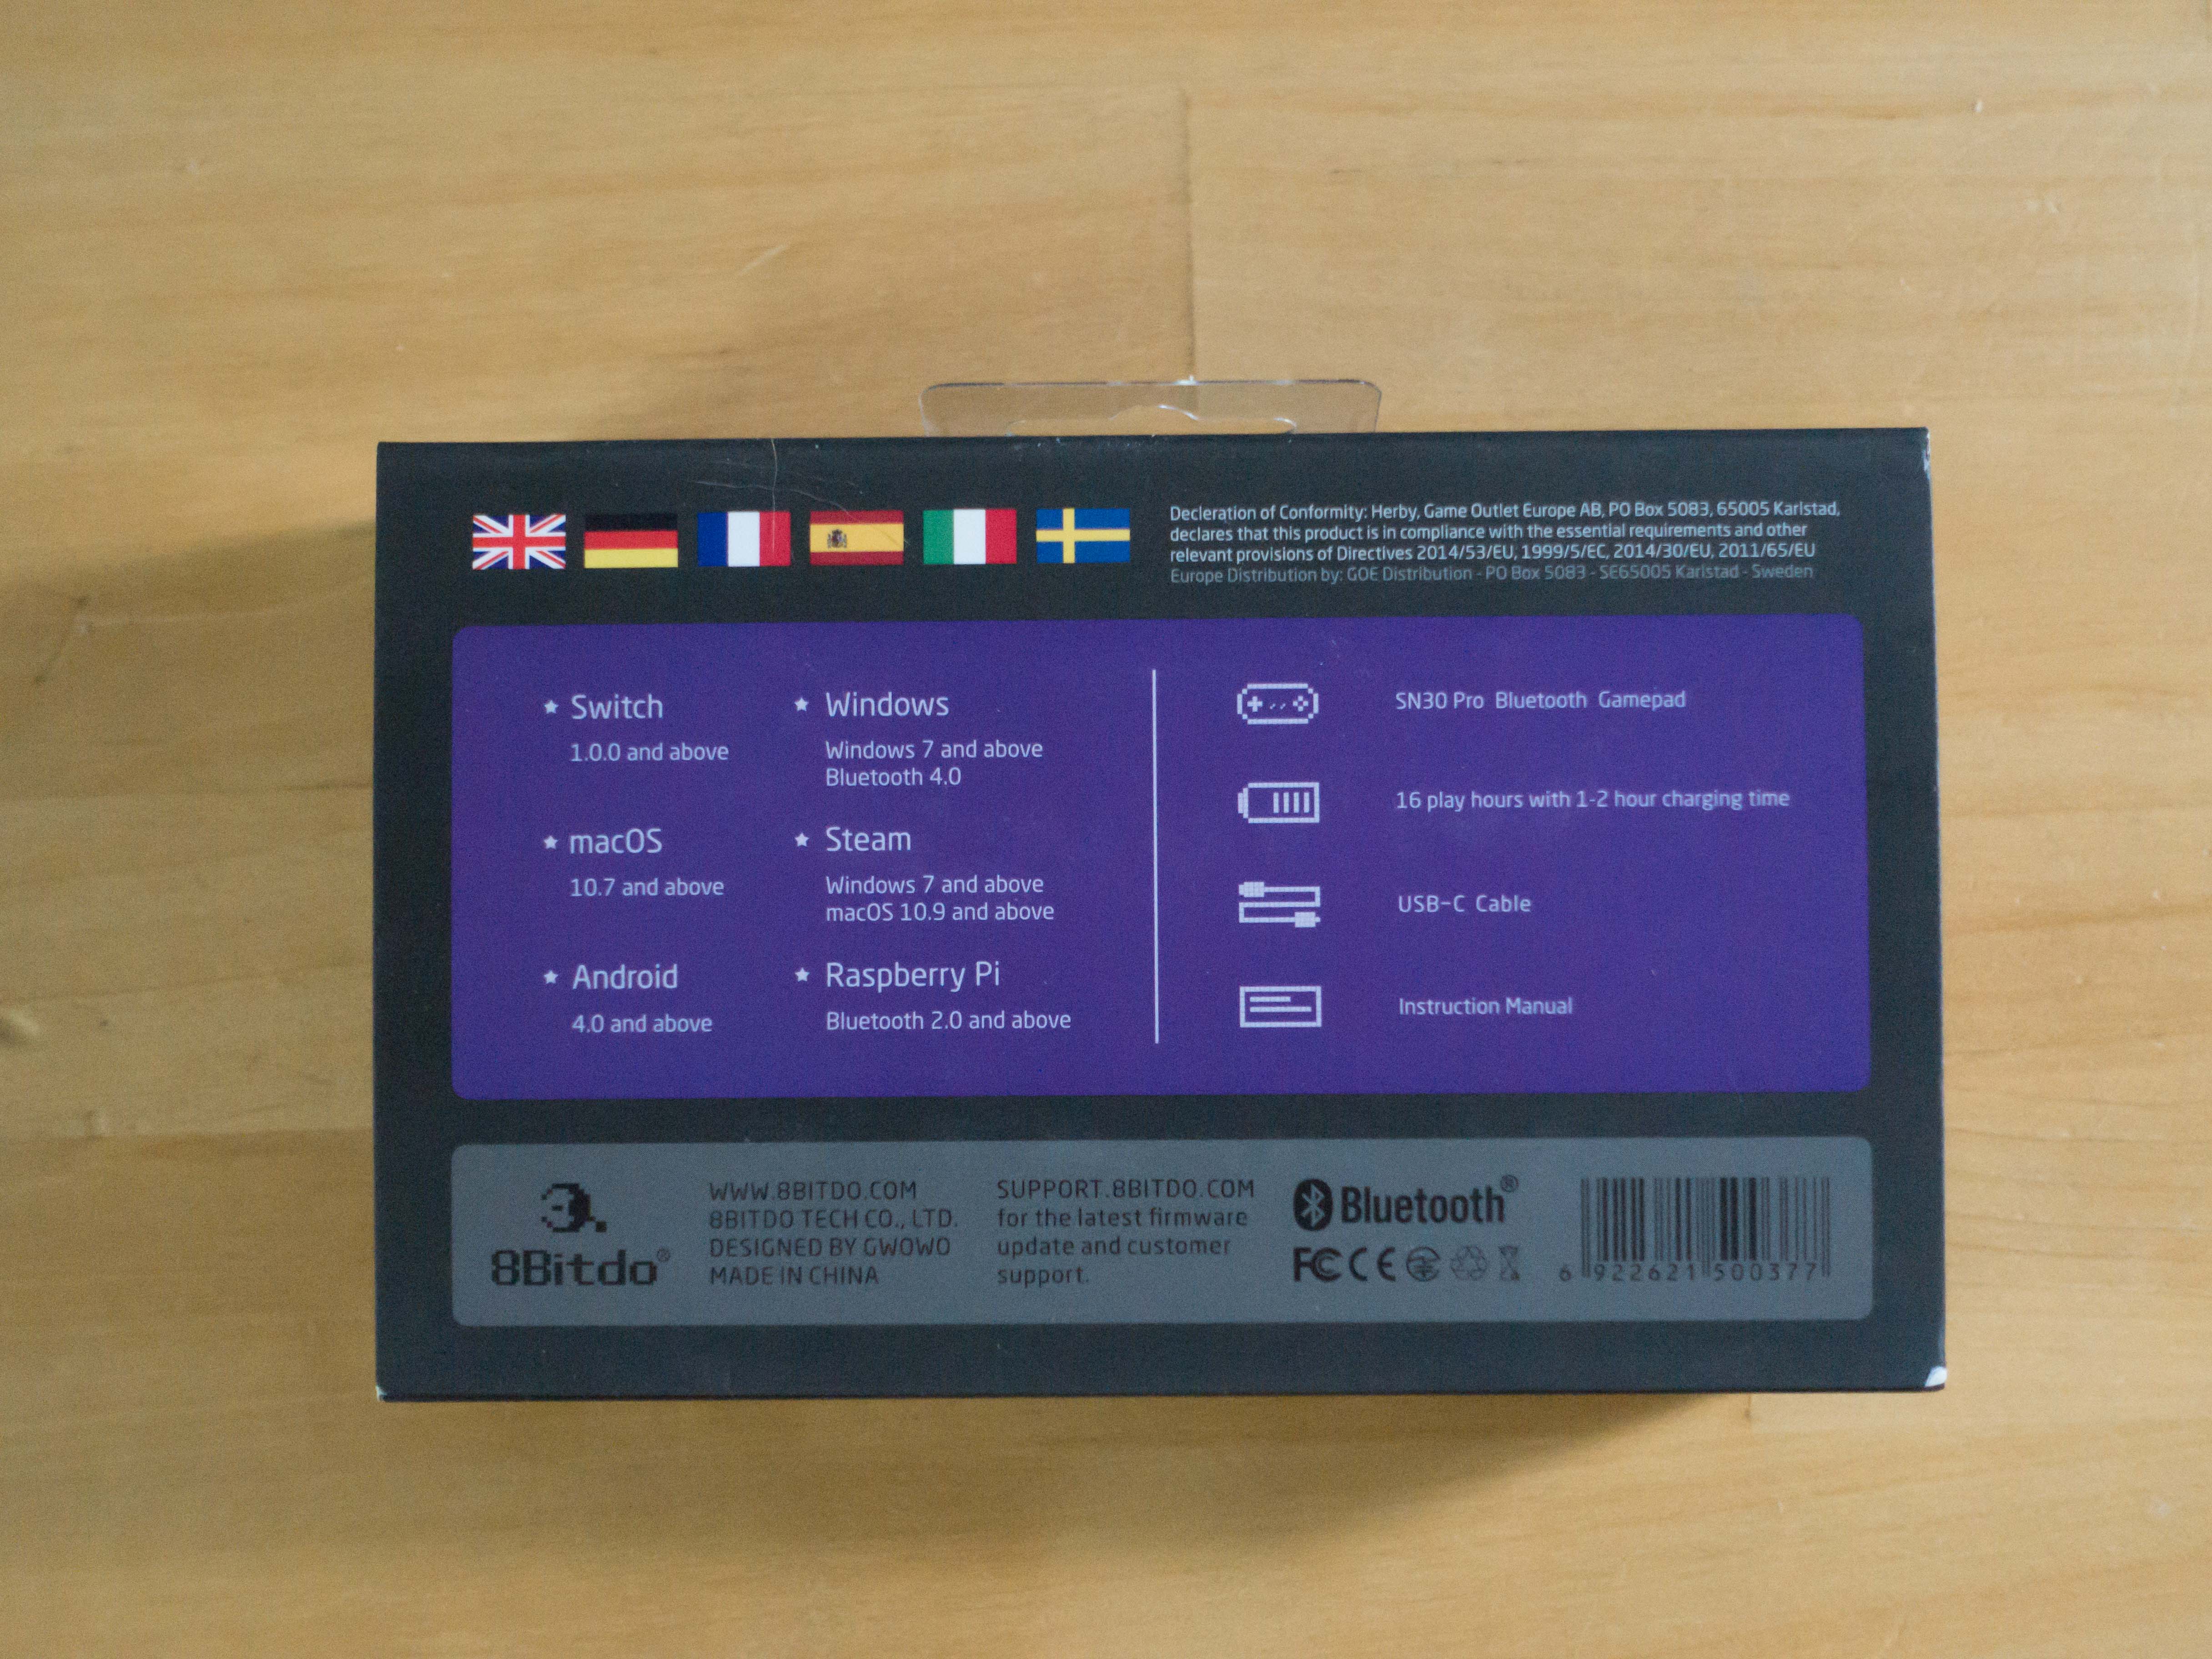 Decleration of Conformity: Herby, Game Outlet Europe AB, PO Box 5083, 65005 Karlstad,
declares that this product is in compliance with the essential requirements and other
relevant provisions of Directives 2014/53/EU, 1999/5/EC, 2014/30/EU, 2011/65/EU
Europe Distribution by: GOE Distribution - PO Box 5083 - SE65005 Karlstad - Sweden
Switch
1.0.0 and above
macOS
10.7 and above
Android
4.0 and above
Windows
Windows 7 and above
Bluetooth 4.0
Steam
Windows 7 and above
macOS 10.9 and above
Raspberry Pi
Bluetooth 2.0 and above
SN30 Pro Bluetooth Gamepad
16 play hours with 1-2 hour charging time
USB-C Cable
Instruction Manual
8Bitdo®
WWW.8BITDO.COM
8BITDO TECH CO., LTD.
DESIGNED BY GWOWO
MADE IN CHINA
SUPPORT.8BITDO.COM
for the latest firmware
update and customer
support.
Bluetooth®
FC CE
6 922621 500377